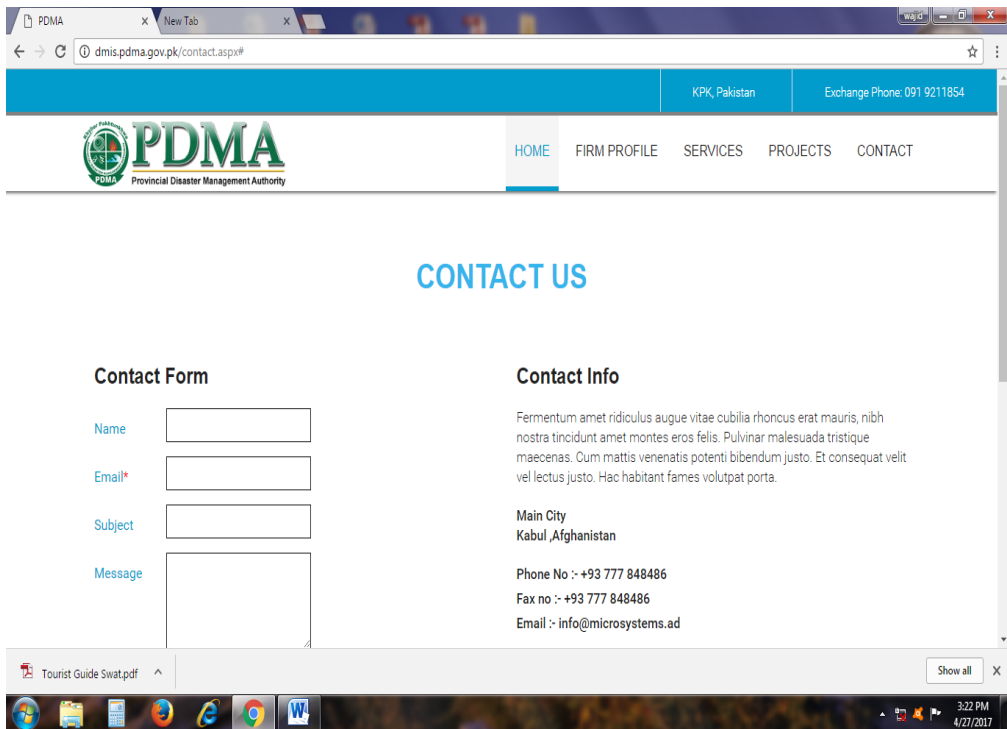 PDMA
New Tab
wajid
dmis.pdma.gov.pk/contact.aspx#
KPK, Pakistan
Exchange Phone: 091 9211854
PDMA
PDMA
Provincial Disaster Management Authority
HOME
FIRM PROFILE
SERVICES
PROJECTS
CONTACT
CONTACT US
Contact Form
Name
Email*
Subject
Message
Contact Info
Fermentum amet ridiculus augue vitae cubilia rhoncus erat mauris, nibh
nostra tincidunt amet montes eros felis. Pulvinar malesuada tristique
maecenas. Cum mattis venenatis potenti bibendum justo. Et consequat velit
vel lectus justo. Hac habitant fames volutpat porta.
Main City
Kabul ,Afghanistan
Phone No :- +93 777 848486
Fax no :- +93 777 848486
Email :- info@microsystems.ad
Tourist Guide Swat.pdf
Show all
3:22 PM
4/27/2017